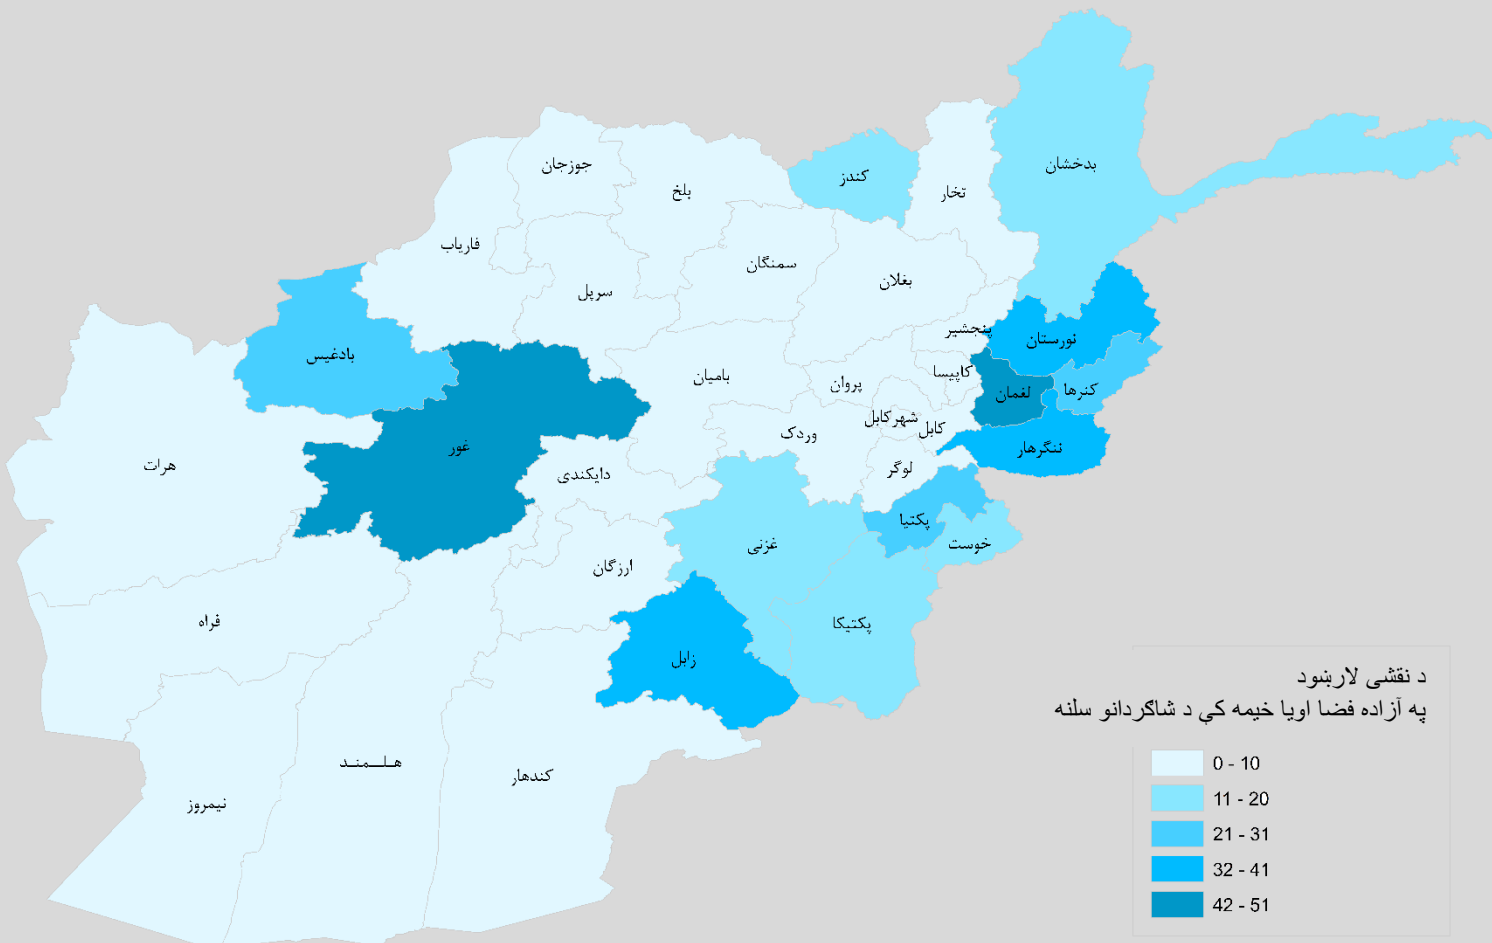 بدخشان
جوزجان
کندز
بلخ
تخار
فاریاب
سمنگان
بغلان
سرپل
پنجشیر
نورستان
بادغیس
کاپیسا
بامیان
پروان
کنرها
لغمان
شهرکابل
کابل
وردک
غور
ننگرهار
هرات
لوگر
دایکندی
پکتیا
خوست
غزنی
ارزگان
فراه
پکتیکا
زابل
هلمند
کندهار
نیمروز
د نقشی لارښود
په آزاده فضا اویا خیمه کې د شاګردانو سلنه
0 - 10
11 - 20
21 - 31
32 - 41
42 - 51